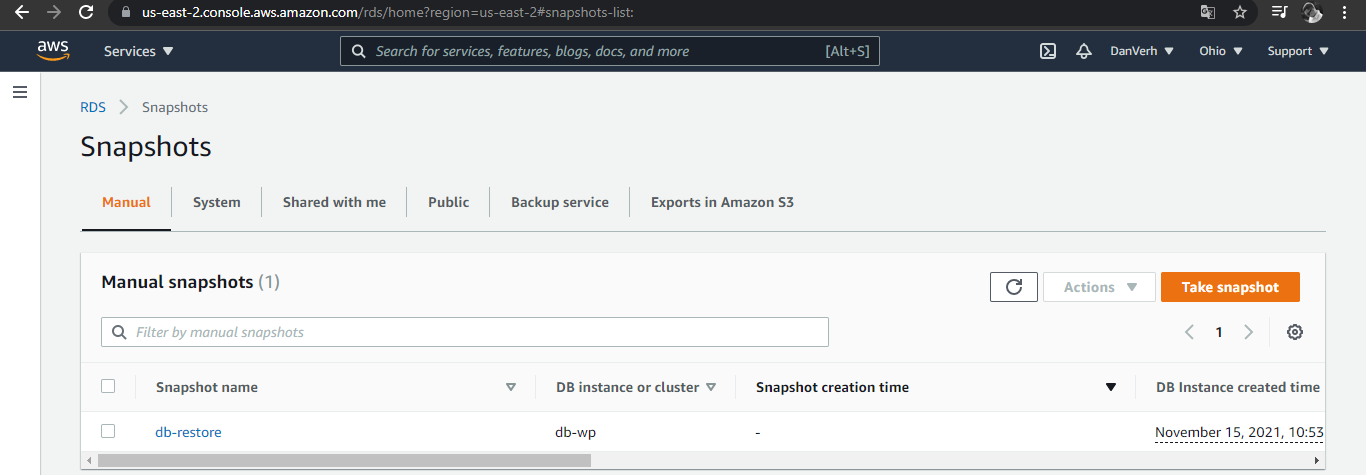 us-east-2.console.aws.amazon.com/rds/home?region=us-east-2#snapshots-list:
aws Services Search for services, features, blogs, docs, and more [Alt+S] DanVerh Ohio Support
RDS Snapshots
Snapshots
Manual System Shared with me Public Backup service Exports in Amazon S3
Manual snapshots (1) Actions Take snapshot
Filter by manual snapshots 1
Snapshot name DB instance or cluster Snapshot creation time DB Instance created time
db-restore db-wp - November 15, 2021, 10:53